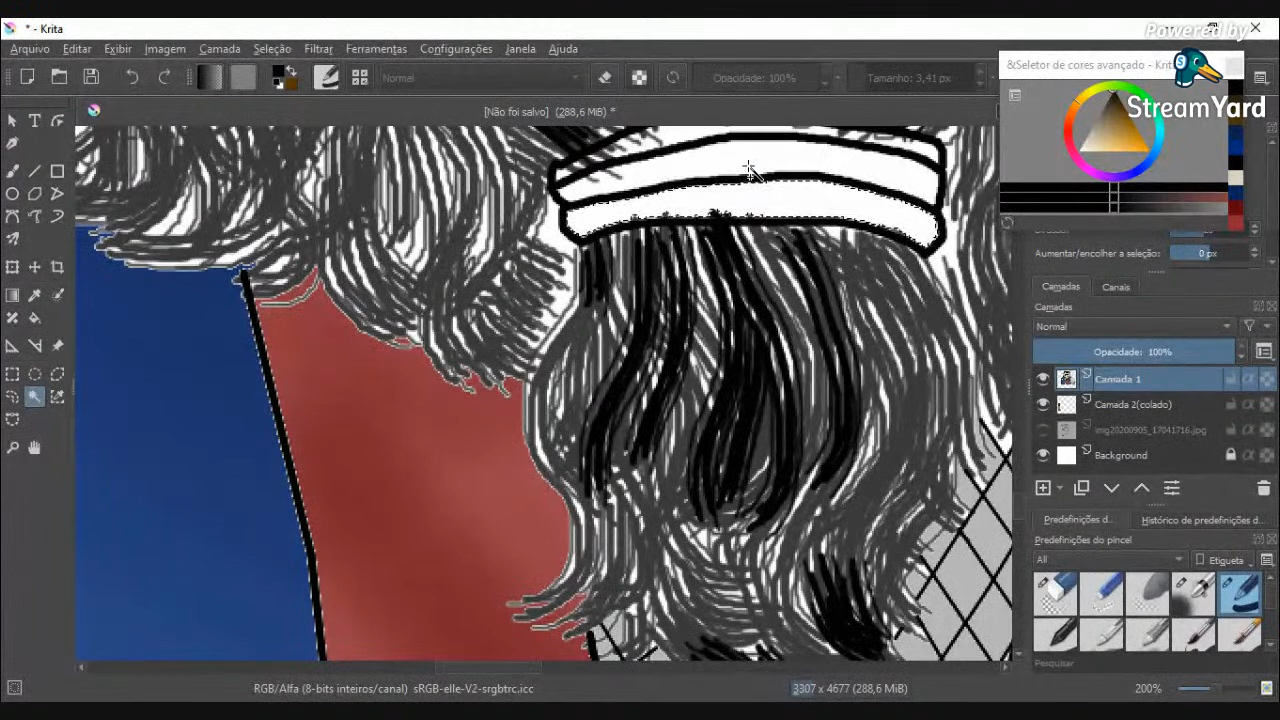 * - Krita
Powered by
Arquivo Editar Exibir Imagem Camada Seleção Filtrar Ferramentas Configurações Janela Ajuda
Normal
Opacidade: 100%
Tamanho: 3,41 px
&Seletor de cores avançado - Krita
StreamYard
[Não foi salvo] (288,6 MiB) *
Aumentar/encolher a seleção: 0 px
Camadas Canais
Camadas
Normal
Opacidade: 100%
Camada 1
Camada 2(colado)
img20200905_17041716.jpg
Background
Predefinições d... Histórico de predefinições d...
Predefinições do pincel
All
Etiqueta
Pesquisar
RGB/Alfa (8-bits inteiros/canal) sRGB-elle-V2-srgbtrc.icc
3307 x 4677 (288,6 MiB)
200%